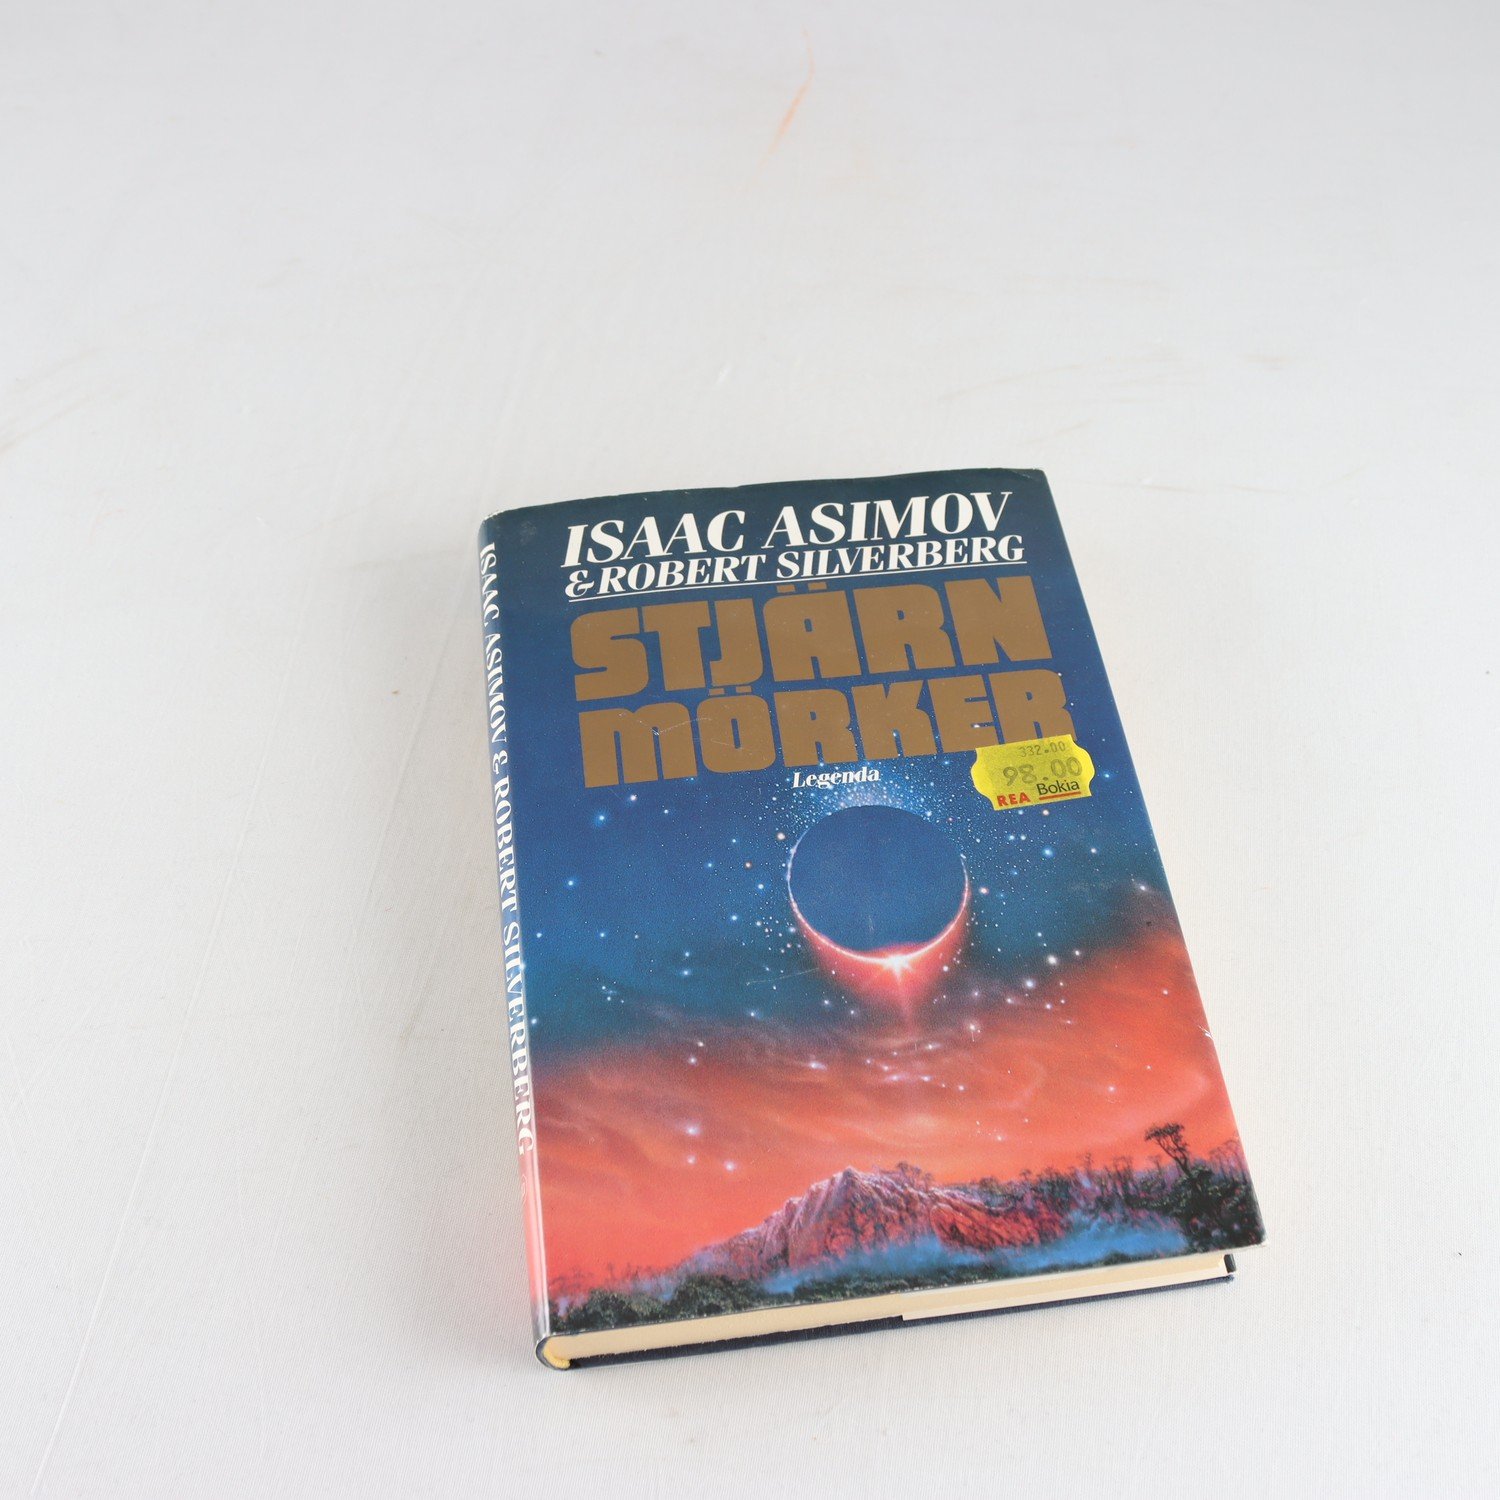 ISAAC ASIMOV
& ROBERT SILVERBERG
STJÄRN
MÖRKER
Legenda
332.00
98.00
REA Bokia
ISAAC ASIMOV & ROBERT SILVERBERG